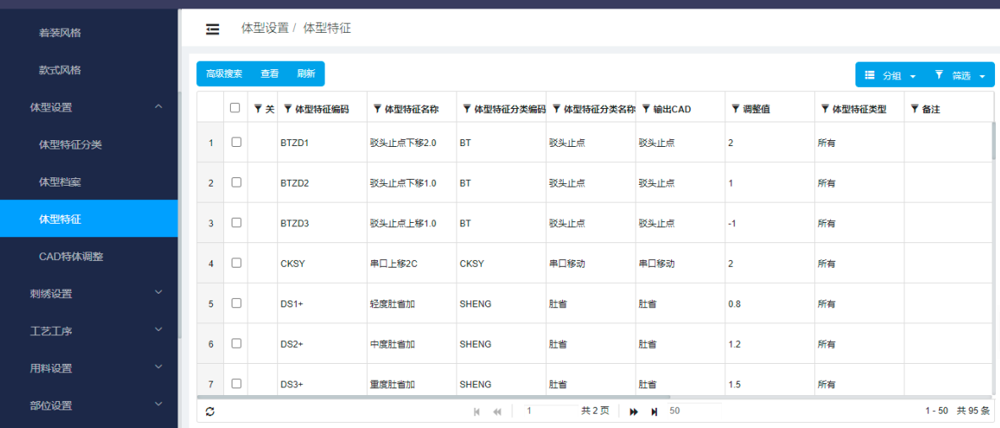 着装风格
款式风格
体型设置
体型特征分类
体型档案
体型特征
CAD特体调整
刺绣设置
工艺工序
用料设置
部位设置
体型设置 / 体型特征
高级搜索 查看 刷新
分组 筛选
关 体型特征编码 体型特征名称 体型特征分类编码 体型特征分类名称 输出CAD 调整值 体型特征类型 备注
1 BTZD1 驳头止点下移2.0 BT 驳头止点 驳头止点 2 所有
2 BTZD2 驳头止点下移1.0 BT 驳头止点 驳头止点 1 所有
3 BTZD3 驳头止点上移1.0 BT 驳头止点 驳头止点 -1 所有
4 CKSY 串口上移2C CKSY 串口移动 串口移动 2 所有
5 DS1+ 轻度肚省加 SHENG 肚省 肚省 0.8 所有
6 DS2+ 中度肚省加 SHENG 肚省 肚省 1.2 所有
7 DS3+ 重度肚省加 SHENG 肚省 肚省 1.5 所有
1 共 2 页 50 1 - 50 共 95 条